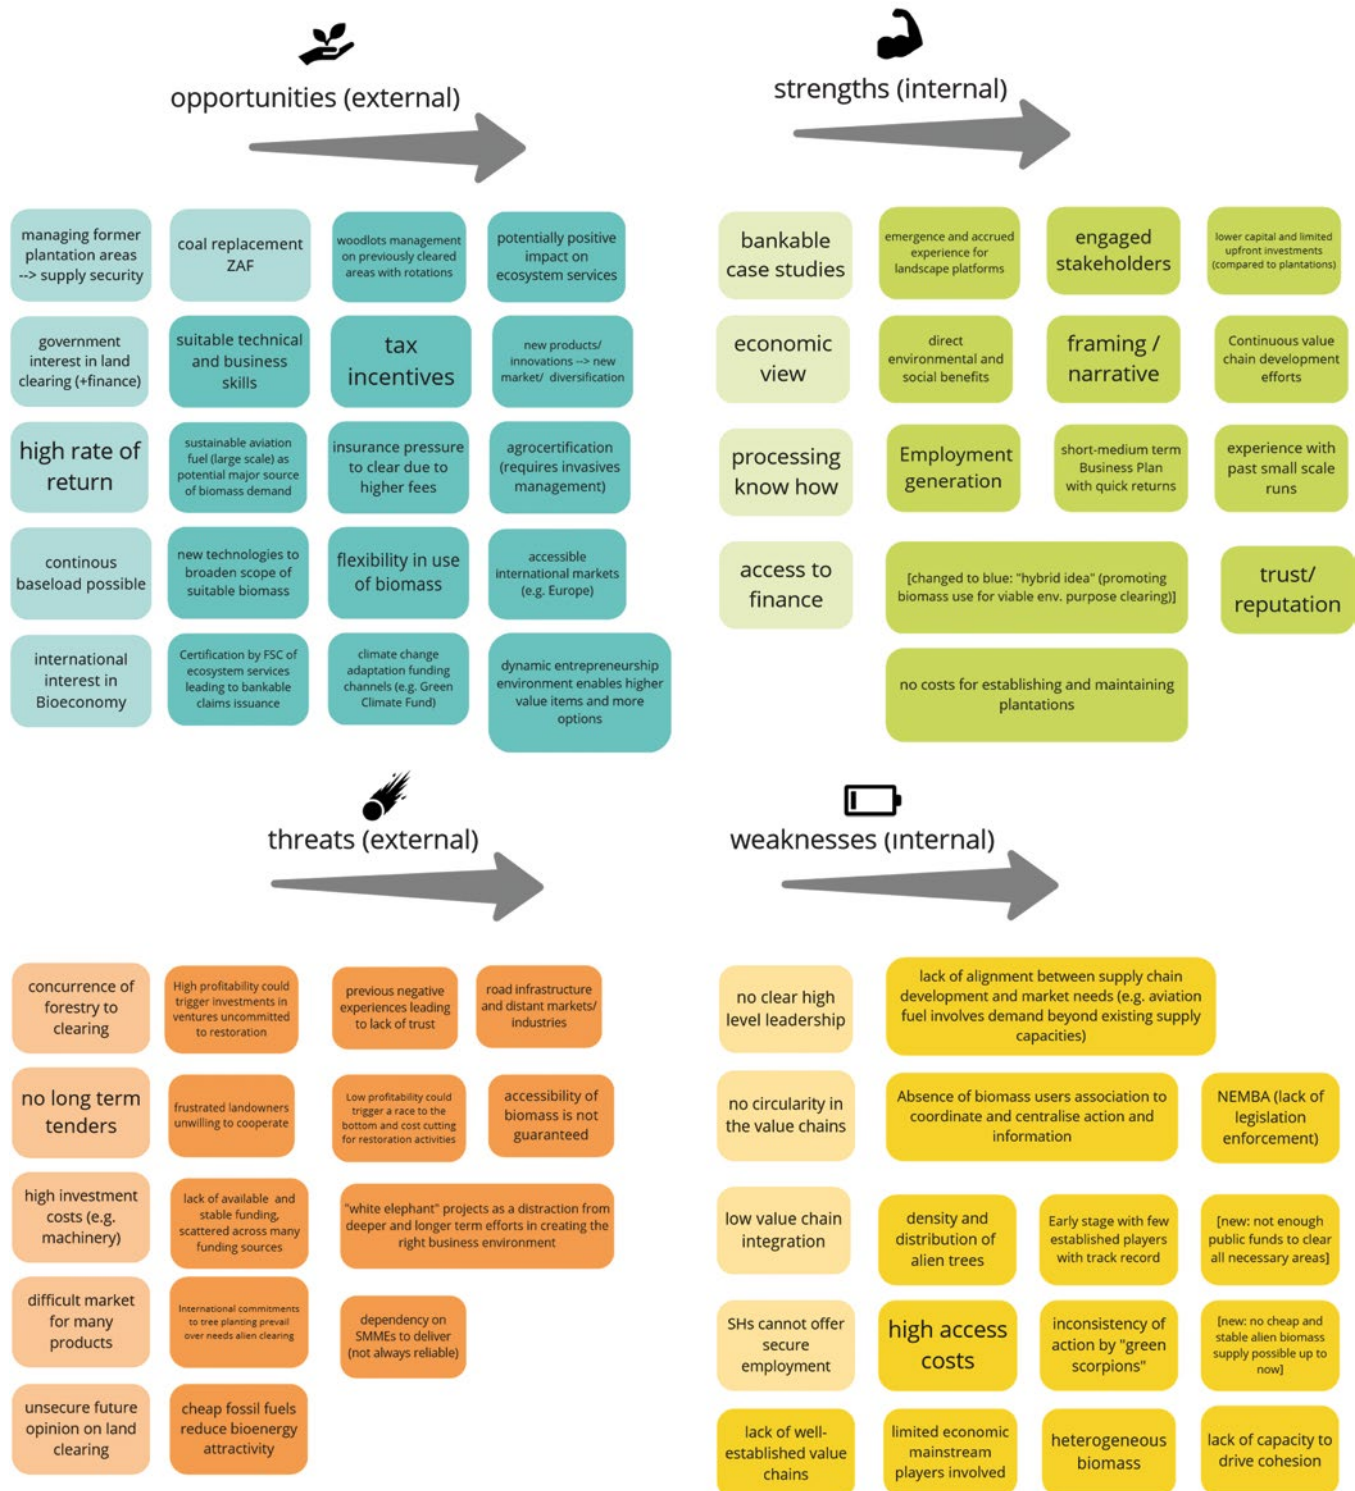 opportunities (external)
managing former
plantation areas
--> supply security
coal replacement
ZAF
woodlots management
on previously cleared
areas with rotations
potentially positive
impact on
ecosystem services
government
interest in land
clearing (+finance)
suitable technical
and business
skills
tax
incentives
new products/
innovations --> new
market/ diversification
high rate of
return
sustainable aviation
fuel (large scale) as
potential major source
of biomass demand
insurance pressure
to clear due to
higher fees
agrocertification
(requires invasives
management)
continous
baseload possible
new technologies to
broaden scope of
suitable biomass
flexibility in use
of biomass
accessible
international markets
(e.g. Europe)
international
interest in
Bioeconomy
Certification by FSC of
ecosystem services
leading to bankable
claims issuance
climate change
adaptation funding
channels (e.g. Green
Climate Fund)
dynamic entrepreneurship
environment enables higher
value items and more
options
strengths (internal)
bankable
case studies
emergence and accrued
experience for
landscape platforms
engaged
stakeholders
lower capital and limited
upfront investments
(compared to plantations)
economic
view
direct
environmental and
social benefits
framing /
narrative
Continuous value
chain development
efforts
processing
know how
Employment
generation
short-medium term
Business Plan
with quick returns
experience with
past small scale
runs
access to
finance
[changed to blue: "hybrid idea" (promoting
biomass use for viable env. purpose clearing)]
trust/
reputation
no costs for establishing and maintaining
plantations
threats (external)
concurrence of
forestry to
clearing
High profitability could
trigger investments in
ventures uncommitted
to restoration
previous negative
experiences leading
to lack of trust
road infrastructure
and distant markets/
industries
no long term
tenders
frustrated landowners
unwilling to cooperate
Low profitability could
trigger a race to the
bottom and cost cutting
for restoration activities
accessibility of
biomass is not
guaranteed
high investment
costs (e.g.
machinery)
lack of available and
stable funding,
scattered across many
funding sources
"white elephant" projects as a distraction from
deeper and longer term efforts in creating the
right business environment
difficult market
for many
products
International commitments
to tree planting prevail
over needs alien clearing
dependency on
SMMEs to deliver
(not always reliable)
unsecure future
opinion on land
clearing
cheap fossil fuels
reduce bioenergy
attractivity
weaknesses (internal)
no clear high
level leadership
lack of alignment between supply chain
development and market needs (e.g. aviation
fuel involves demand beyond existing supply
capacities)
no circularity in
the value chains
Absence of biomass users association to
coordinate and centralise action and
information
NEMBA (lack of
legislation
enforcement)
low value chain
integration
density and
distribution of
alien trees
Early stage with few
established players
with track record
[new: not enough
public funds to clear
all necessary areas]
SHs cannot offer
secure
employment
high access
costs
inconsistency of
action by "green
scorpions"
[new: no cheap and
stable alien biomass
supply possible up to
now]
lack of well-
established value
chains
limited economic
mainstream
players involved
heterogeneous
biomass
lack of capacity to
drive cohesion